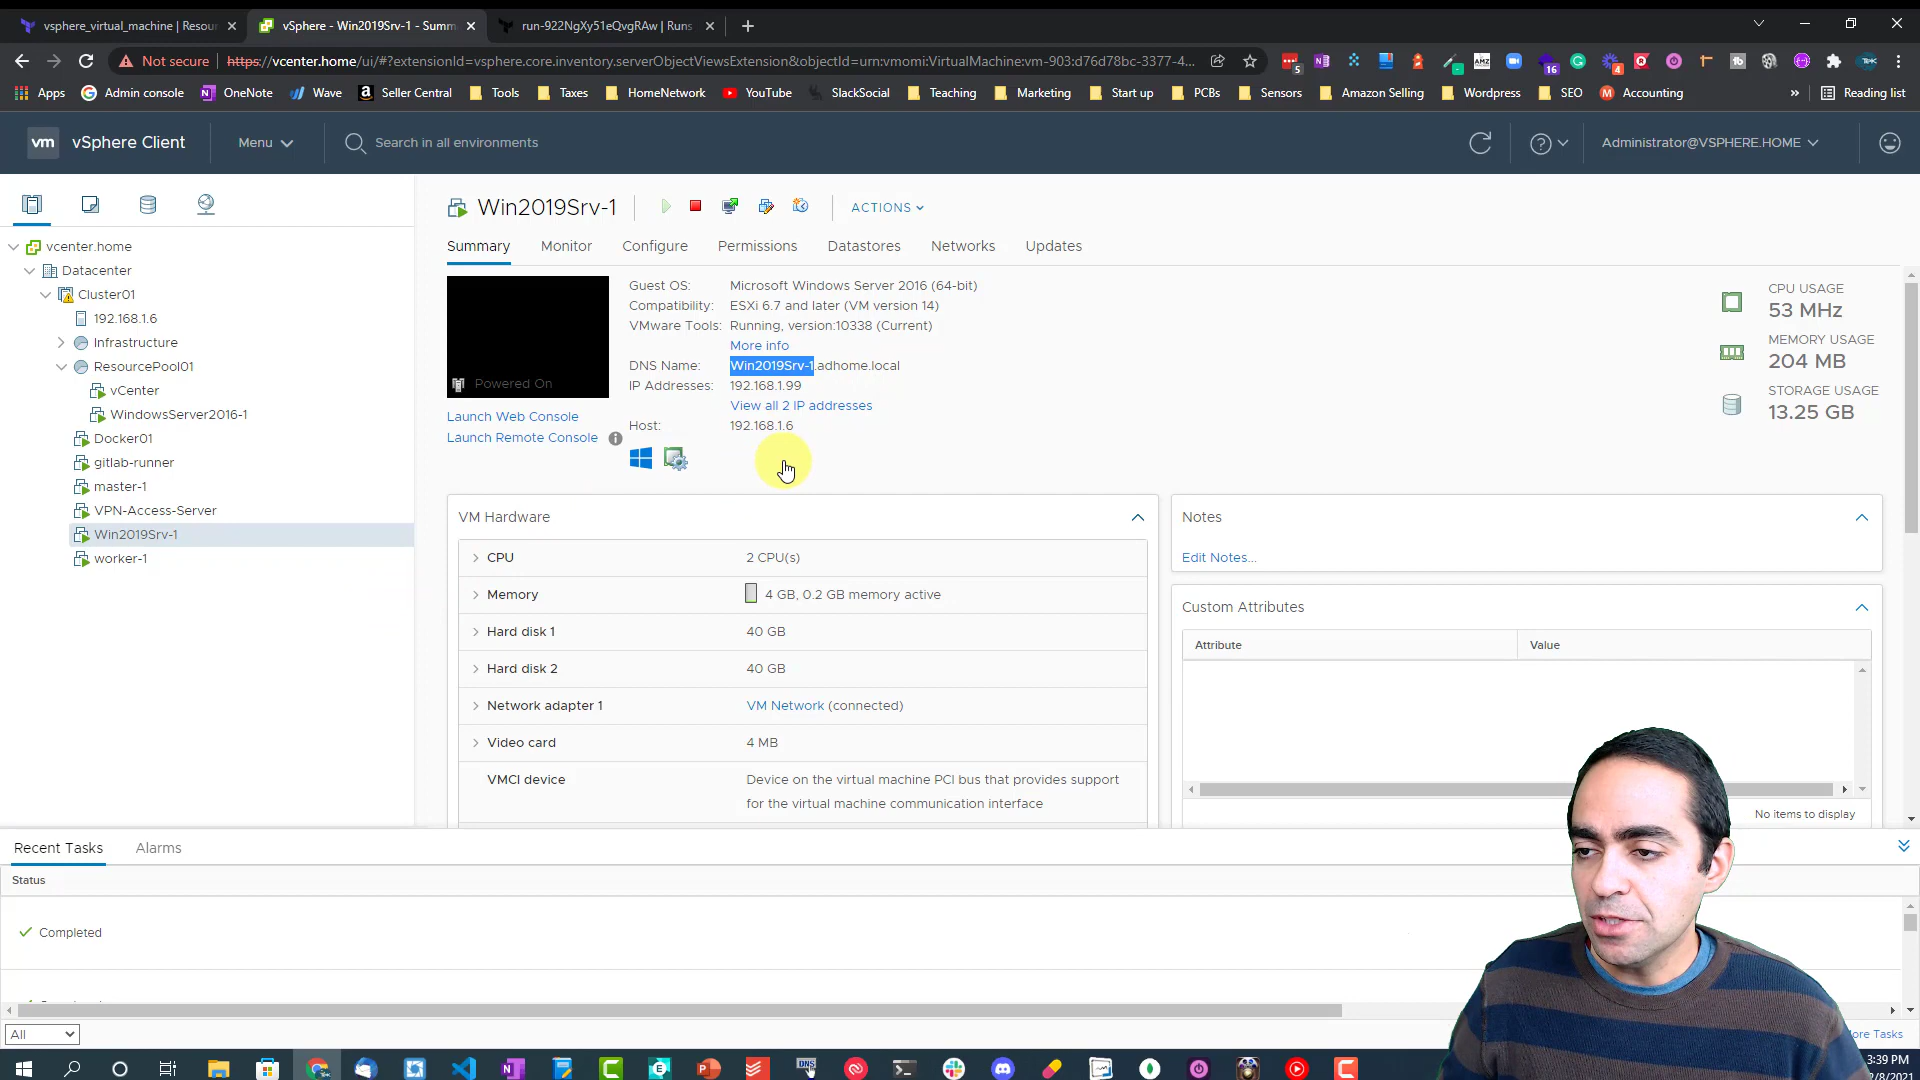 vsphere_virtual_machine | Resour
vSphere - Win2019Srv-1 - Summ
run-922NgXy51eQvgRAw | Runs
Not secure
https://vcenter.home/ui/#?extensionId=vsphere.core.inventory.serverObjectViewsExtension&objectId=urn:vmomi:VirtualMachine:vm-903:d76d78bc-3377-4...
Apps
Admin console
OneNote
Wave
Seller Central
Tools
Taxes
HomeNetwork
YouTube
SlackSocial
Teaching
Marketing
Start up
PCBs
Sensors
Amazon Selling
Wordpress
SEO
Accounting
»
Reading list
vm
vSphere Client
Menu
Search in all environments
Administrator@VSPHERE.HOME
vcenter.home
Datacenter
Cluster01
192.168.1.6
Infrastructure
ResourcePool01
vCenter
WindowsServer2016-1
Docker01
gitlab-runner
master-1
VPN-Access-Server
Win2019Srv-1
worker-1
Win2019Srv-1
ACTIONS
Summary
Monitor
Configure
Permissions
Datastores
Networks
Updates
Powered On
Launch Web Console
Launch Remote Console
Guest OS: Microsoft Windows Server 2016 (64-bit)
Compatibility: ESXi 6.7 and later (VM version 14)
VMware Tools: Running, version:10338 (Current)
More info
DNS Name: Win2019Srv-1.adhome.local
IP Addresses: 192.168.1.99
View all 2 IP addresses
Host: 192.168.1.6
CPU USAGE
53 MHz
MEMORY USAGE
204 MB
STORAGE USAGE
13.25 GB
VM Hardware
CPU 2 CPU(s)
Memory 4 GB, 0.2 GB memory active
Hard disk 1 40 GB
Hard disk 2 40 GB
Network adapter 1 VM Network (connected)
Video card 4 MB
VMCI device Device on the virtual machine PCI bus that provides support
for the virtual machine communication interface
Notes
Edit Notes...
Custom Attributes
Attribute
Value
No items to display
Recent Tasks
Alarms
Status
Completed
All
ore Tasks
3:39 PM
2/8/2021